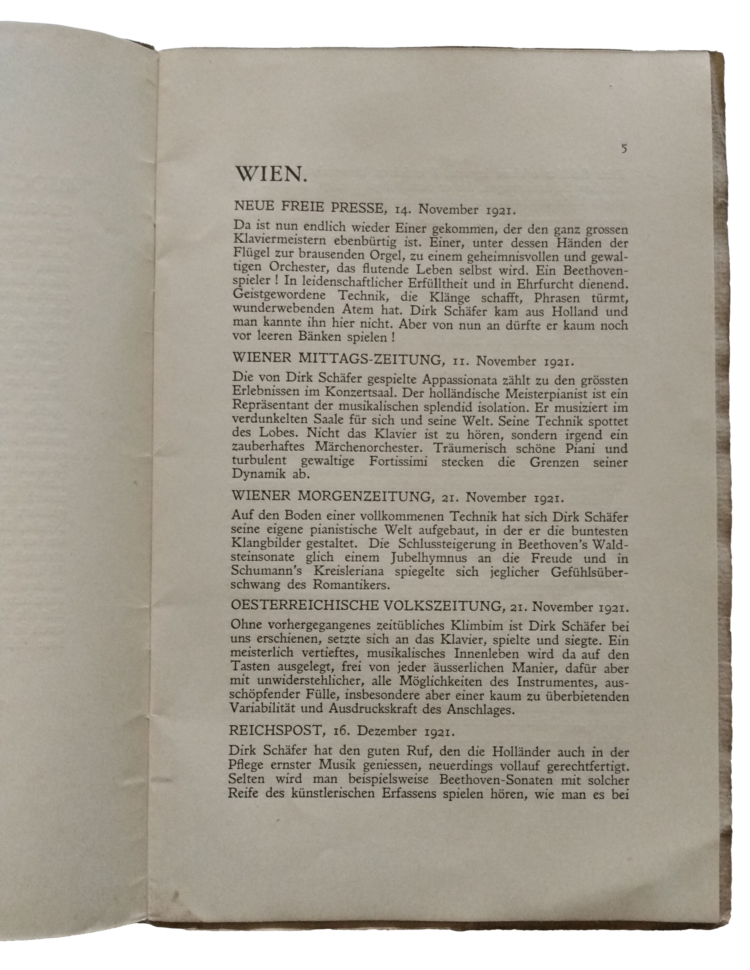 5
WIEN.
NEUE FREIE PRESSE, 14. November 1921.
Da ist nun endlich wieder Einer gekommen, der den ganz grossen
Klaviermeistern ebenbürtig ist. Einer, unter dessen Händen der
Flügel zur brausenden Orgel, zu einem geheimnisvollen und gewal-
tigen Orchester, das flutende Leben selbst wird. Ein Beethoven-
spieler ! In leidenschaftlicher Erfülltheit und in Ehrfurcht dienend.
Geistgewordene Technik, die Klänge schafft, Phrasen türmt,
wunderwebenden Atem hat. Dirk Schäfer kam aus Holland und
man kannte ihn hier nicht. Aber von nun an dürfte er kaum noch
vor leeren Bänken spielen !
WIENER MITTAGS-ZEITUNG, 11. November 1921.
Die von Dirk Schäfer gespielte Appassionata zählt zu den grössten
Erlebnissen im Konzertsaal. Der holländische Meisterpianist ist ein
Repräsentant der musikalischen splendid isolation. Er musiziert im
verdunkelten Saale für sich und seine Welt. Seine Technik spottet
des Lobes. Nicht das Klavier ist zu hören, sondern irgend ein
zauberhaftes Märchenorchester. Träumerisch schöne Piani und
turbulent gewaltige Fortissimi stecken die Grenzen seiner
Dynamik ab.
WIENER MORGENZEITUNG, 21. November 1921.
Auf den Boden einer vollkommenen Technik hat sich Dirk Schäfer
seine eigene pianistische Welt aufgebaut, in der er die buntesten
Klangbilder gestaltet. Die Schlussteigerung in Beethoven's Wald-
steinsonate glich einem Jubelhymnus an die Freude und in
Schumann's Kreisleriana spiegelte sich jeglicher Gefühlsüber-
schwang des Romantikers.
OESTERREICHISCHE VOLKSZEITUNG, 21. November 1921.
Ohne vorhergegangenes zeitübliches Klimbim ist Dirk Schäfer bei
uns erschienen, setzte sich an das Klavier, spielte und siegte. Ein
meisterlich vertieftes, musikalisches Innenleben wird da auf den
Tasten ausgelegt, frei von jeder äusserlichen Manier, dafür aber
mit unwiderstehlicher, alle Möglichkeiten des Instrumentes, aus-
schöpfender Fülle, insbesondere aber einer kaum zu überbietenden
Variabilität und Ausdruckskraft des Anschlages.
REICHSPOST, 16. Dezember 1921.
Dirk Schäfer hat den guten Ruf, den die Holländer auch in der
Pflege ernster Musik geniessen, neuerdings vollauf gerechtfertigt.
Selten wird man beispielsweise Beethoven-Sonaten mit solcher
Reife des künstlerischen Erfassens spielen hören, wie man es bei